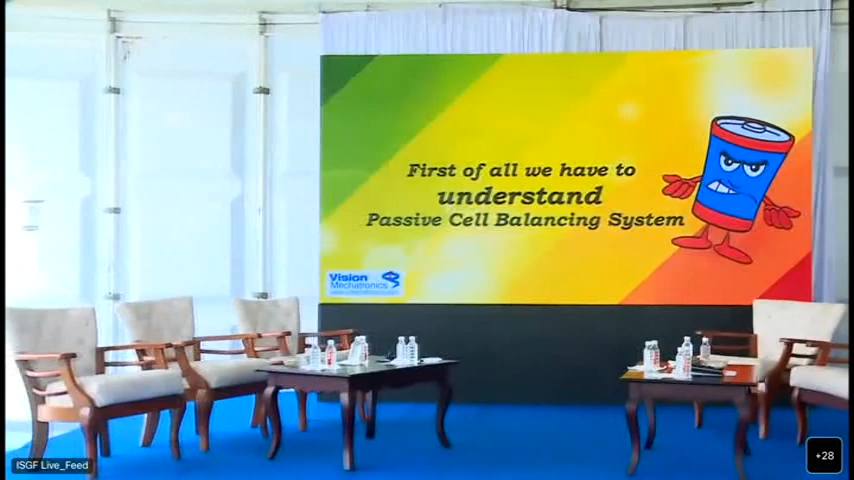 First of all we have to
understand
Passive Cell Balancing System
Vision
Mechatronics
ISGF Live_Feed
+28